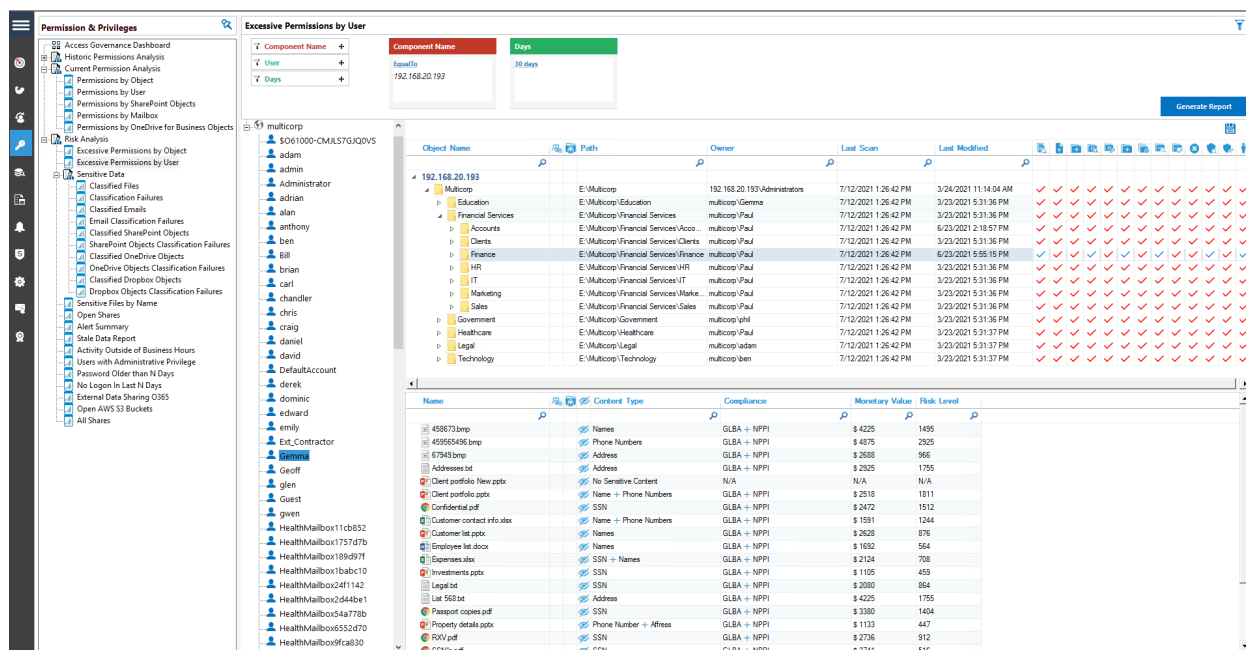 Permission & Privileges
Access Governance Dashboard
Historic Permissions Analysis
Current Permission Analysis
Permissions by Object
Permissions by User
Permissions by SharePoint Objects
Permissions by Mailbox
Permissions by OneDrive for Business Objects
Risk Analysis
Excessive Permissions by Object
Excessive Permissions by User
Sensitive Data
Classified Files
Classification Failures
Classified Emails
Email Classification Failures
Classified SharePoint Objects
SharePoint Objects Classification Failures
Classified OneDrive Objects
OneDrive Objects Classification Failures
Classified Dropbox Objects
Dropbox Objects Classification Failures
Sensitive Files by Name
Open Shares
Alert Summary
Stale Data Report
Activity Outside of Business Hours
Users with Administrative Privilege
Password Older than N Days
No Logon In Last N Days
External Data Sharing O365
Open AWS S3 Buckets
All Shares
Excessive Permissions by User
Component Name +
User +
Days +
Component Name
EqualTo
192.168.20.193
Days
30 days
Generate Report
multicorp
$O61000-CMJLS7GJQ0VS
adam
admin
Administrator
adrian
alan
anthony
ben
Bill
brian
carl
chandler
chris
craig
daniel
david
DefaultAccount
derek
dominic
edward
emily
Ext_Contractor
Gemma
Geoff
glen
Guest
gwen
HealthMailbox11cb852
HealthMailbox1757d7b
HealthMailbox189d97f
HealthMailbox1babc10
HealthMailbox24f1142
HealthMailbox2d44be1
HealthMailbox54a778b
HealthMailbox6552d70
HealthMailbox9fca830
Object Name Path Owner Last Scan Last Modified
192.168.20.193
Multicorp E:\Multicorp 192.168.20.193\Administrators 7/12/2021 1:26:42 PM 3/24/2021 11:14:04 AM
Education E:\Multicorp\Education multicorp\Gemma 7/12/2021 1:26:42 PM 3/23/2021 5:31:36 PM
Financial Services E:\Multicorp\Financial Services multicorp\Paul 7/12/2021 1:26:42 PM 3/23/2021 5:31:36 PM
Accounts E:\Multicorp\Financial Services\Acco... multicorp\Paul 7/12/2021 1:26:42 PM 6/23/2021 2:18:57 PM
Clients E:\Multicorp\Financial Services\Clients multicorp\Paul 7/12/2021 1:26:42 PM 3/23/2021 5:31:36 PM
Finance E:\Multicorp\Financial Services\Finance multicorp\Paul 7/12/2021 1:26:42 PM 6/23/2021 5:55:15 PM
HR E:\Multicorp\Financial Services\HR multicorp\Paul 7/12/2021 1:26:42 PM 3/23/2021 5:31:36 PM
IT E:\Multicorp\Financial Services\IT multicorp\Paul 7/12/2021 1:26:42 PM 3/23/2021 5:31:36 PM
Marketing E:\Multicorp\Financial Services\Marke... multicorp\Paul 7/12/2021 1:26:42 PM 3/23/2021 5:31:36 PM
Sales E:\Multicorp\Financial Services\Sales multicorp\Paul 7/12/2021 1:26:42 PM 3/23/2021 5:31:36 PM
Government E:\Multicorp\Government multicorp\phil 7/12/2021 1:26:42 PM 3/23/2021 5:31:36 PM
Healthcare E:\Multicorp\Healthcare multicorp\Paul 7/12/2021 1:26:42 PM 3/23/2021 5:31:37 PM
Legal E:\Multicorp\Legal multicorp\adam 7/12/2021 1:26:42 PM 3/23/2021 5:31:37 PM
Technology E:\Multicorp\Technology multicorp\ben 7/12/2021 1:26:42 PM 3/23/2021 5:31:37 PM
Name Content Type Compliance Monetary Value Risk Level
458673.bmp Names GLBA + NPPI $ 4225 1495
459565496.bmp Phone Numbers GLBA + NPPI $ 4875 2925
67949.bmp Address GLBA + NPPI $ 2688 966
Addresses.txt Address GLBA + NPPI $ 2925 1755
Client portfolio New.pptx No Sensitive Content N/A N/A N/A
Client portfolio.pptx Name + Phone Numbers GLBA + NPPI $ 2518 1811
Confidential.pdf SSN GLBA + NPPI $ 2472 1512
Customer contact info.xlsx Name + Phone Numbers GLBA + NPPI $ 1591 1244
Customer list.pptx Names GLBA + NPPI $ 2628 876
Employee list.docx Names GLBA + NPPI $ 1692 564
Expenses.xlsx SSN + Names GLBA + NPPI $ 2124 708
Investments.pptx SSN GLBA + NPPI $ 1105 459
Legal.txt SSN GLBA + NPPI $ 2080 864
List 568.txt Address GLBA + NPPI $ 4225 1755
Passport copies.pdf SSN GLBA + NPPI $ 3380 1404
Property details.pptx Phone Number + Affress GLBA + NPPI $ 1133 447
RXV.pdf SSN GLBA + NPPI $ 2736 912